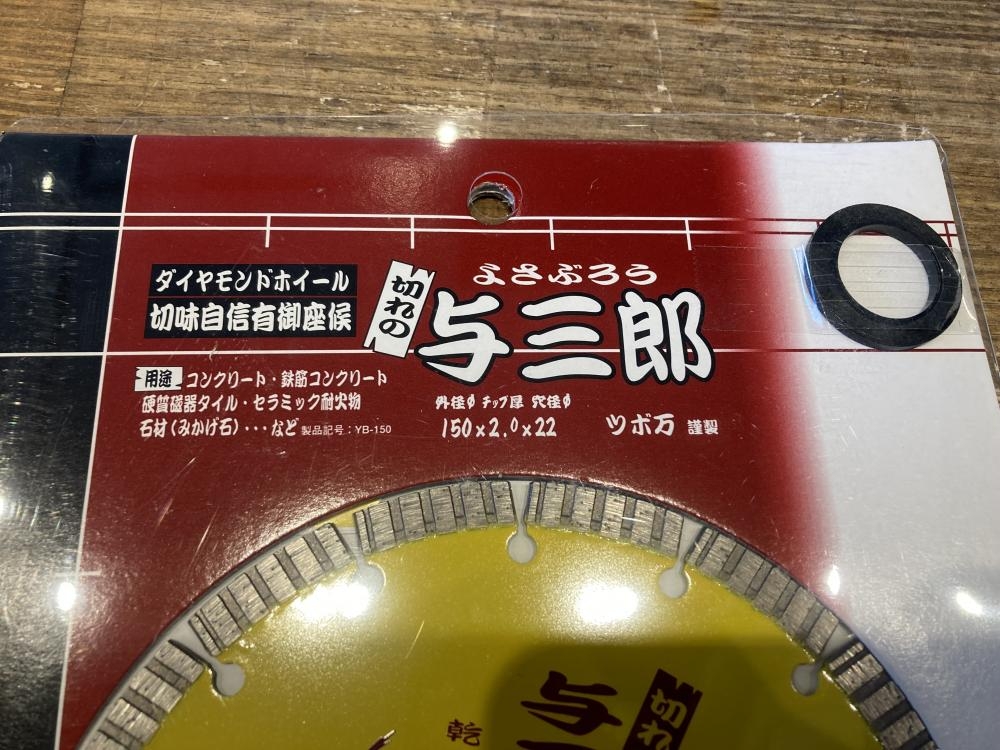 ダイヤモンドホイール
切味自信有御座候
切れの
よさぶろう
与三郎
用途 コンクリート・鉄筋コンクリート
硬質磁器タイル・セラミック耐火物
石材(みかげ石)・・・など 製品記号:YB-150
外径φ チップ厚 穴径φ
150×2.0×22
ツボ万 謹製
与三
切れ
乾